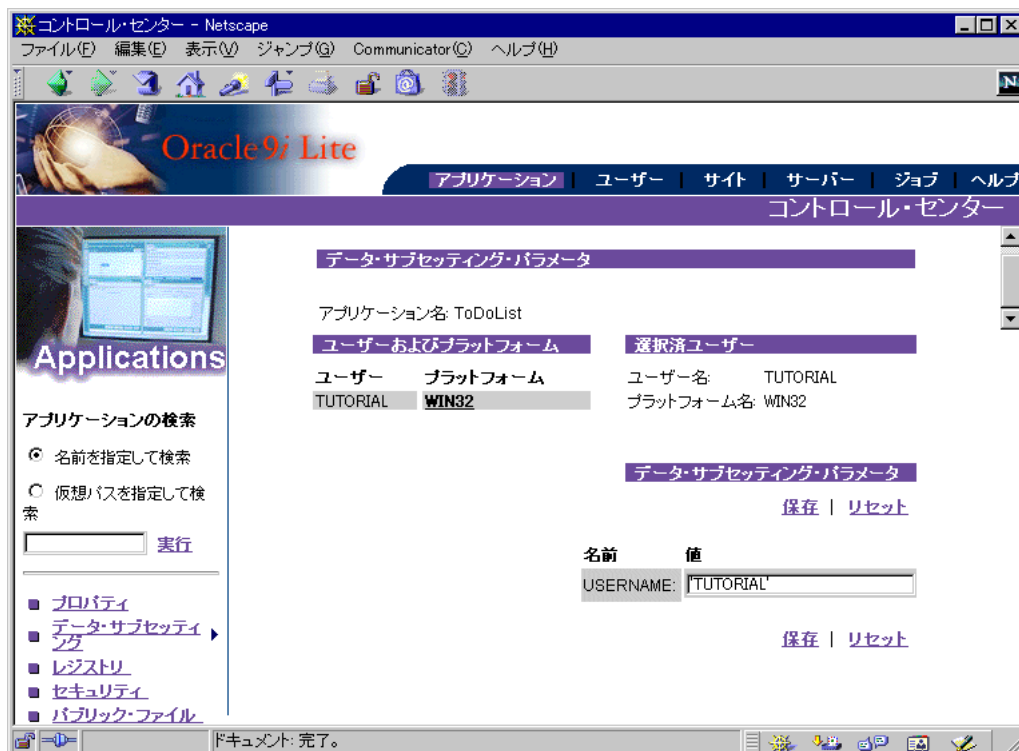 コントロール・センター - Netscape
ファイル(F) 編集(E) 表示(V) ジャンプ(G) Communicator(C) ヘルプ(H)
N
Oracle9i Lite
アプリケーション ユーザー サイト サーバー ジョブ ヘルプ
コントロール・センター
Applications
アプリケーションの検索
名前を指定して検索
仮想パスを指定して検
索
実行
プロパティ
データ・サブセッティ
ング
レジストリ
セキュリティ
パブリック・ファイル
データ・サブセッティング・パラメータ
アプリケーション名: ToDoList
ユーザーおよびプラットフォーム
ユーザー プラットフォーム
TUTORIAL WIN32
選択済ユーザー
ユーザー名: TUTORIAL
プラットフォーム名: WIN32
データ・サブセッティング・パラメータ
保存 | リセット
名前 値
USERNAME: 'TUTORIAL'
保存 | リセット
ドキュメント: 完了。